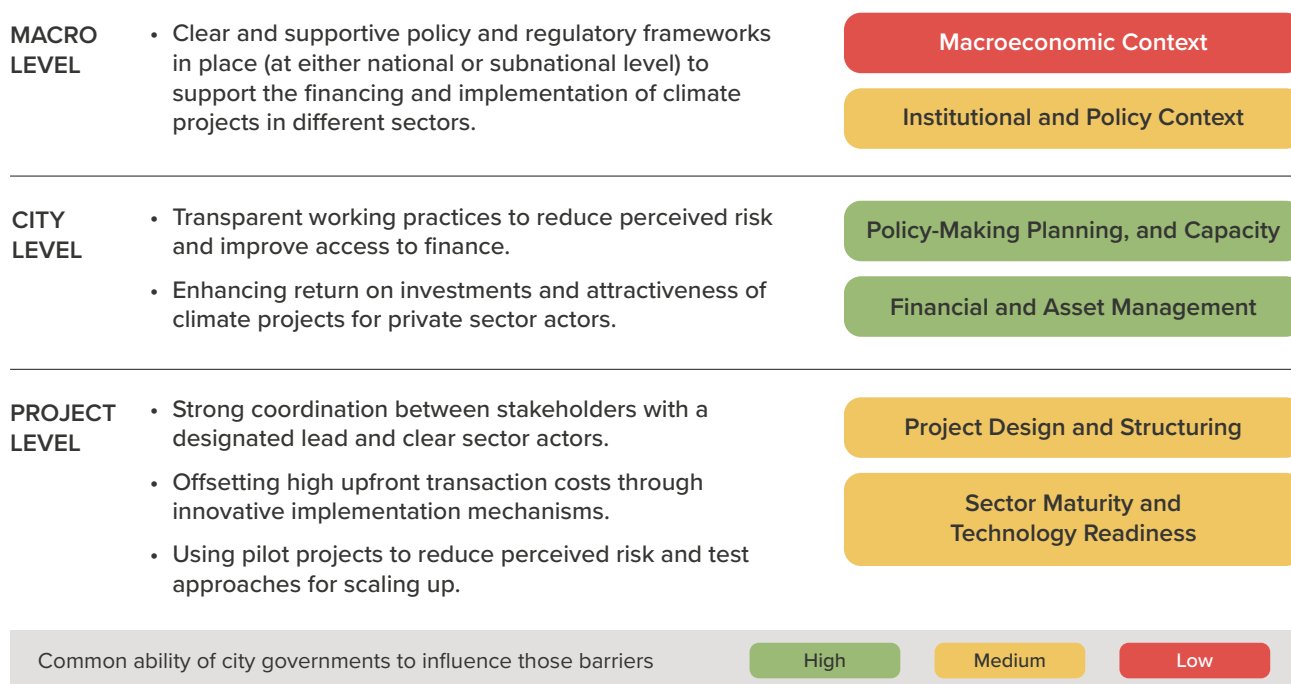 MACRO
LEVEL
• Clear and supportive policy and regulatory frameworks
in place (at either national or subnational level) to
support the financing and implementation of climate
projects in different sectors.
Macroeconomic Context
Institutional and Policy Context
CITY
LEVEL
• Transparent working practices to reduce perceived risk
and improve access to finance.
• Enhancing return on investments and attractiveness of
climate projects for private sector actors.
Policy-Making Planning, and Capacity
Financial and Asset Management
PROJECT
LEVEL
• Strong coordination between stakeholders with a
designated lead and clear sector actors.
• Offsetting high upfront transaction costs through
innovative implementation mechanisms.
• Using pilot projects to reduce perceived risk and test
approaches for scaling up.
Project Design and Structuring
Sector Maturity and
Technology Readiness
Common ability of city governments to influence those barriers
High
Medium
Low